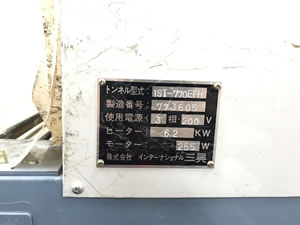 トンネル型式 IST-770EFH
製造番号 773605
使用電源 3 相 200 V
ヒーター 6.2 KW
モーター 255 W
株式会社 インターナショナル三興